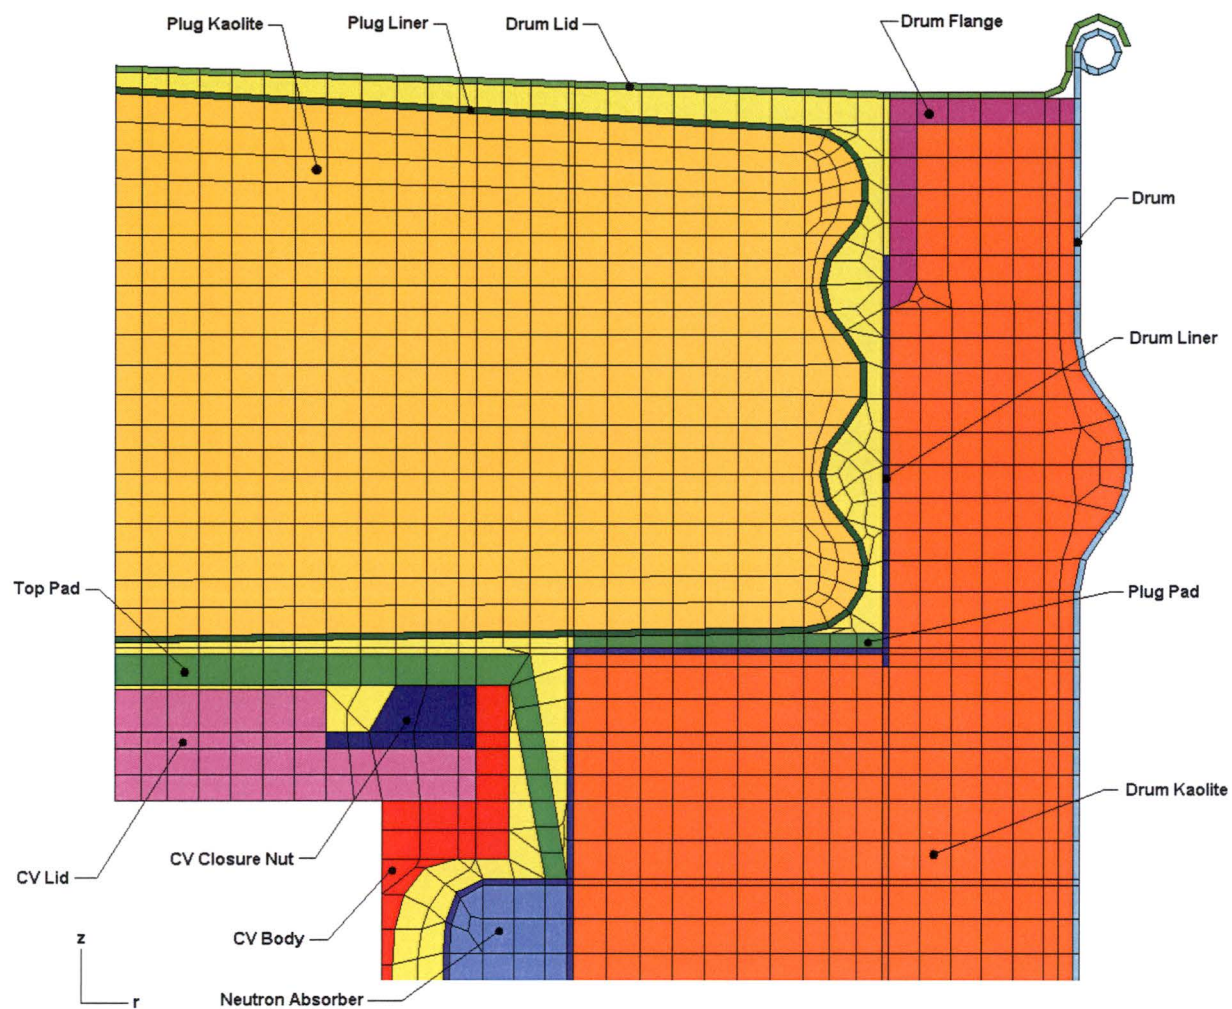 Plug Kaolite
Plug Liner
Drum Lid
Drum Flange
Drum
Drum Liner
Top Pad
Plug Pad
Drum Kaolite
CV Closure Nut
CV Lid
CV Body
z
r
Neutron Absorber